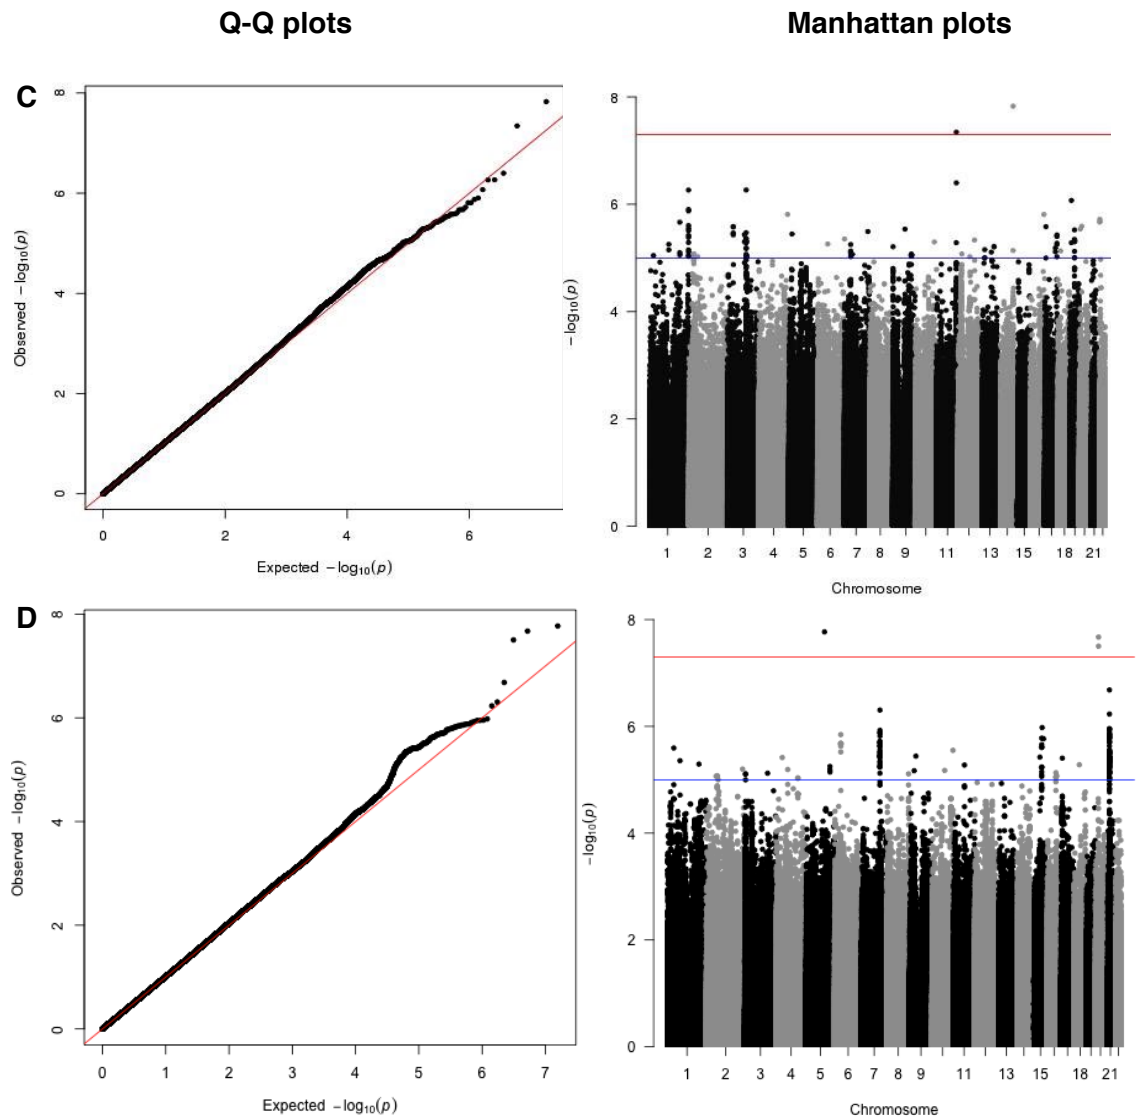 Q-Q plots
Manhattan plots
C
8
6
4
2
0
Observed −log10(p)
0 2 4 6
Expected −log10(p)
8
6
4
2
0
−log10(p)
1 2 3 4 5 6 7 8 9 11 13 15 18 21
Chromosome
D
8
6
4
2
0
Observed −log10(p)
0 1 2 3 4 5 6 7
Expected −log10(p)
8
6
4
2
0
−log10(p)
1 2 3 4 5 6 7 8 9 11 13 15 18 21
Chromosome